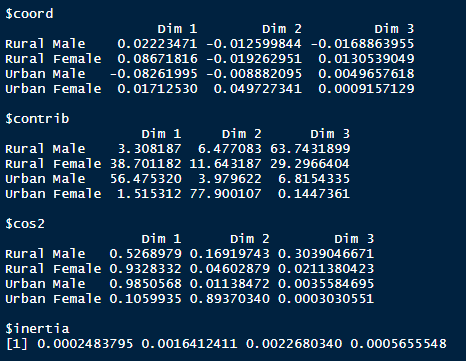 $coord
Dim 1 Dim 2 Dim 3
Rural Male 0.02223471 -0.012599844 -0.0168863955
Rural Female 0.08671816 -0.019262951 0.0130539049
Urban Male -0.08261995 -0.008882095 0.0049657618
Urban Female 0.01712530 0.049727341 0.0009157129
$contrib
Dim 1 Dim 2 Dim 3
Rural Male 3.308187 6.477083 63.7431899
Rural Female 38.701182 11.643187 29.2966404
Urban Male 56.475320 3.979622 6.8154335
Urban Female 1.515312 77.900107 0.1447361
$cos2
Dim 1 Dim 2 Dim 3
Rural Male 0.5268979 0.16919743 0.3039046671
Rural Female 0.9328332 0.04602879 0.0211380423
Urban Male 0.9850568 0.01138472 0.0035584695
Urban Female 0.1059935 0.89370340 0.0003030551
$inertia
[1] 0.0002483795 0.0016412411 0.0022680340 0.0005655548